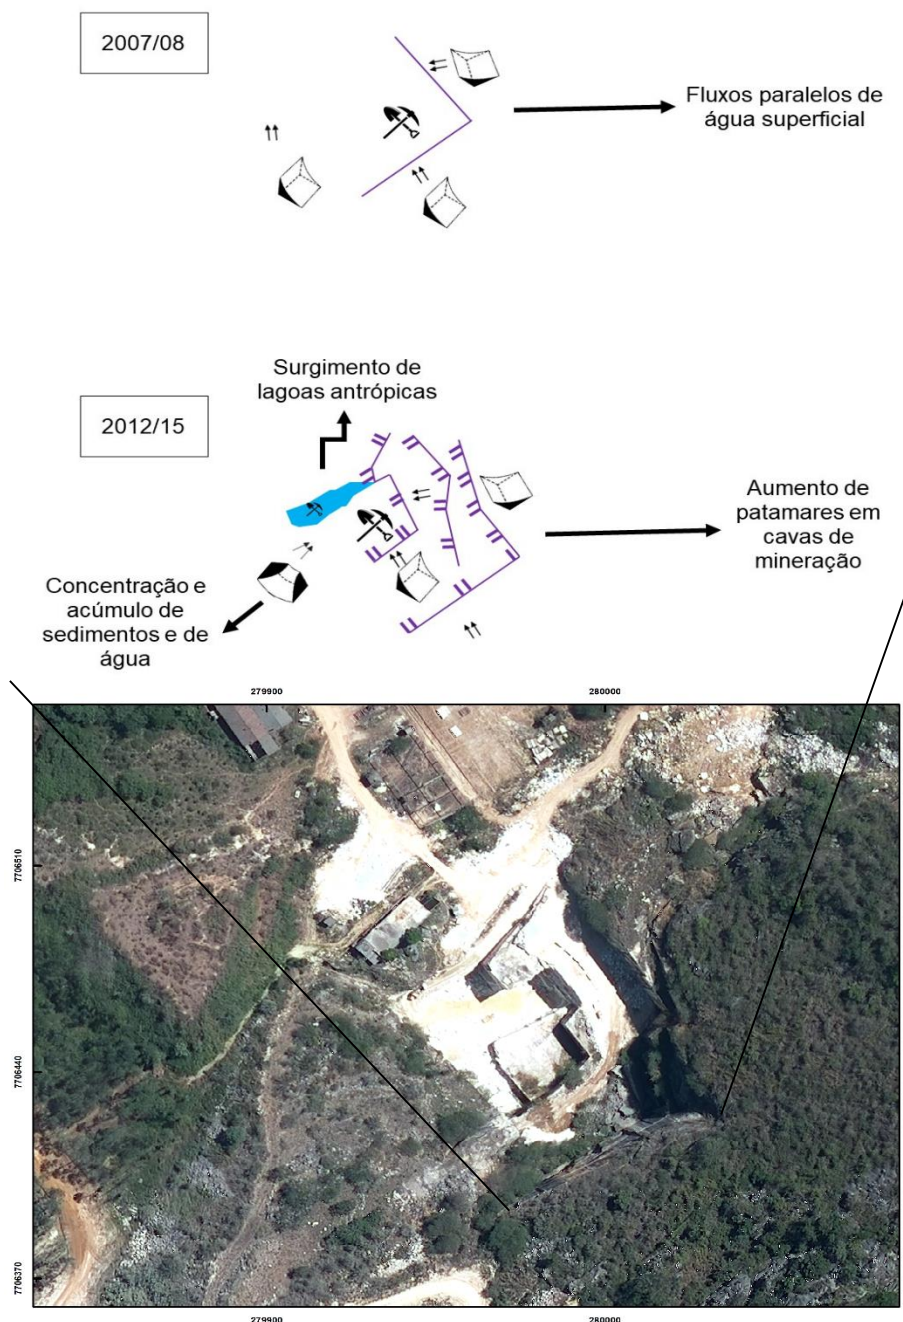 2007/08
Fluxos paralelos de
água superficial
Surgimento de
lagoas antrópicas
2012/15
Aumento de
patamares em
cavas de
mineração
Concentração e
acúmulo de
sedimentos e de
água
279900
280000
7706510
7706440
7706370
279900
280000